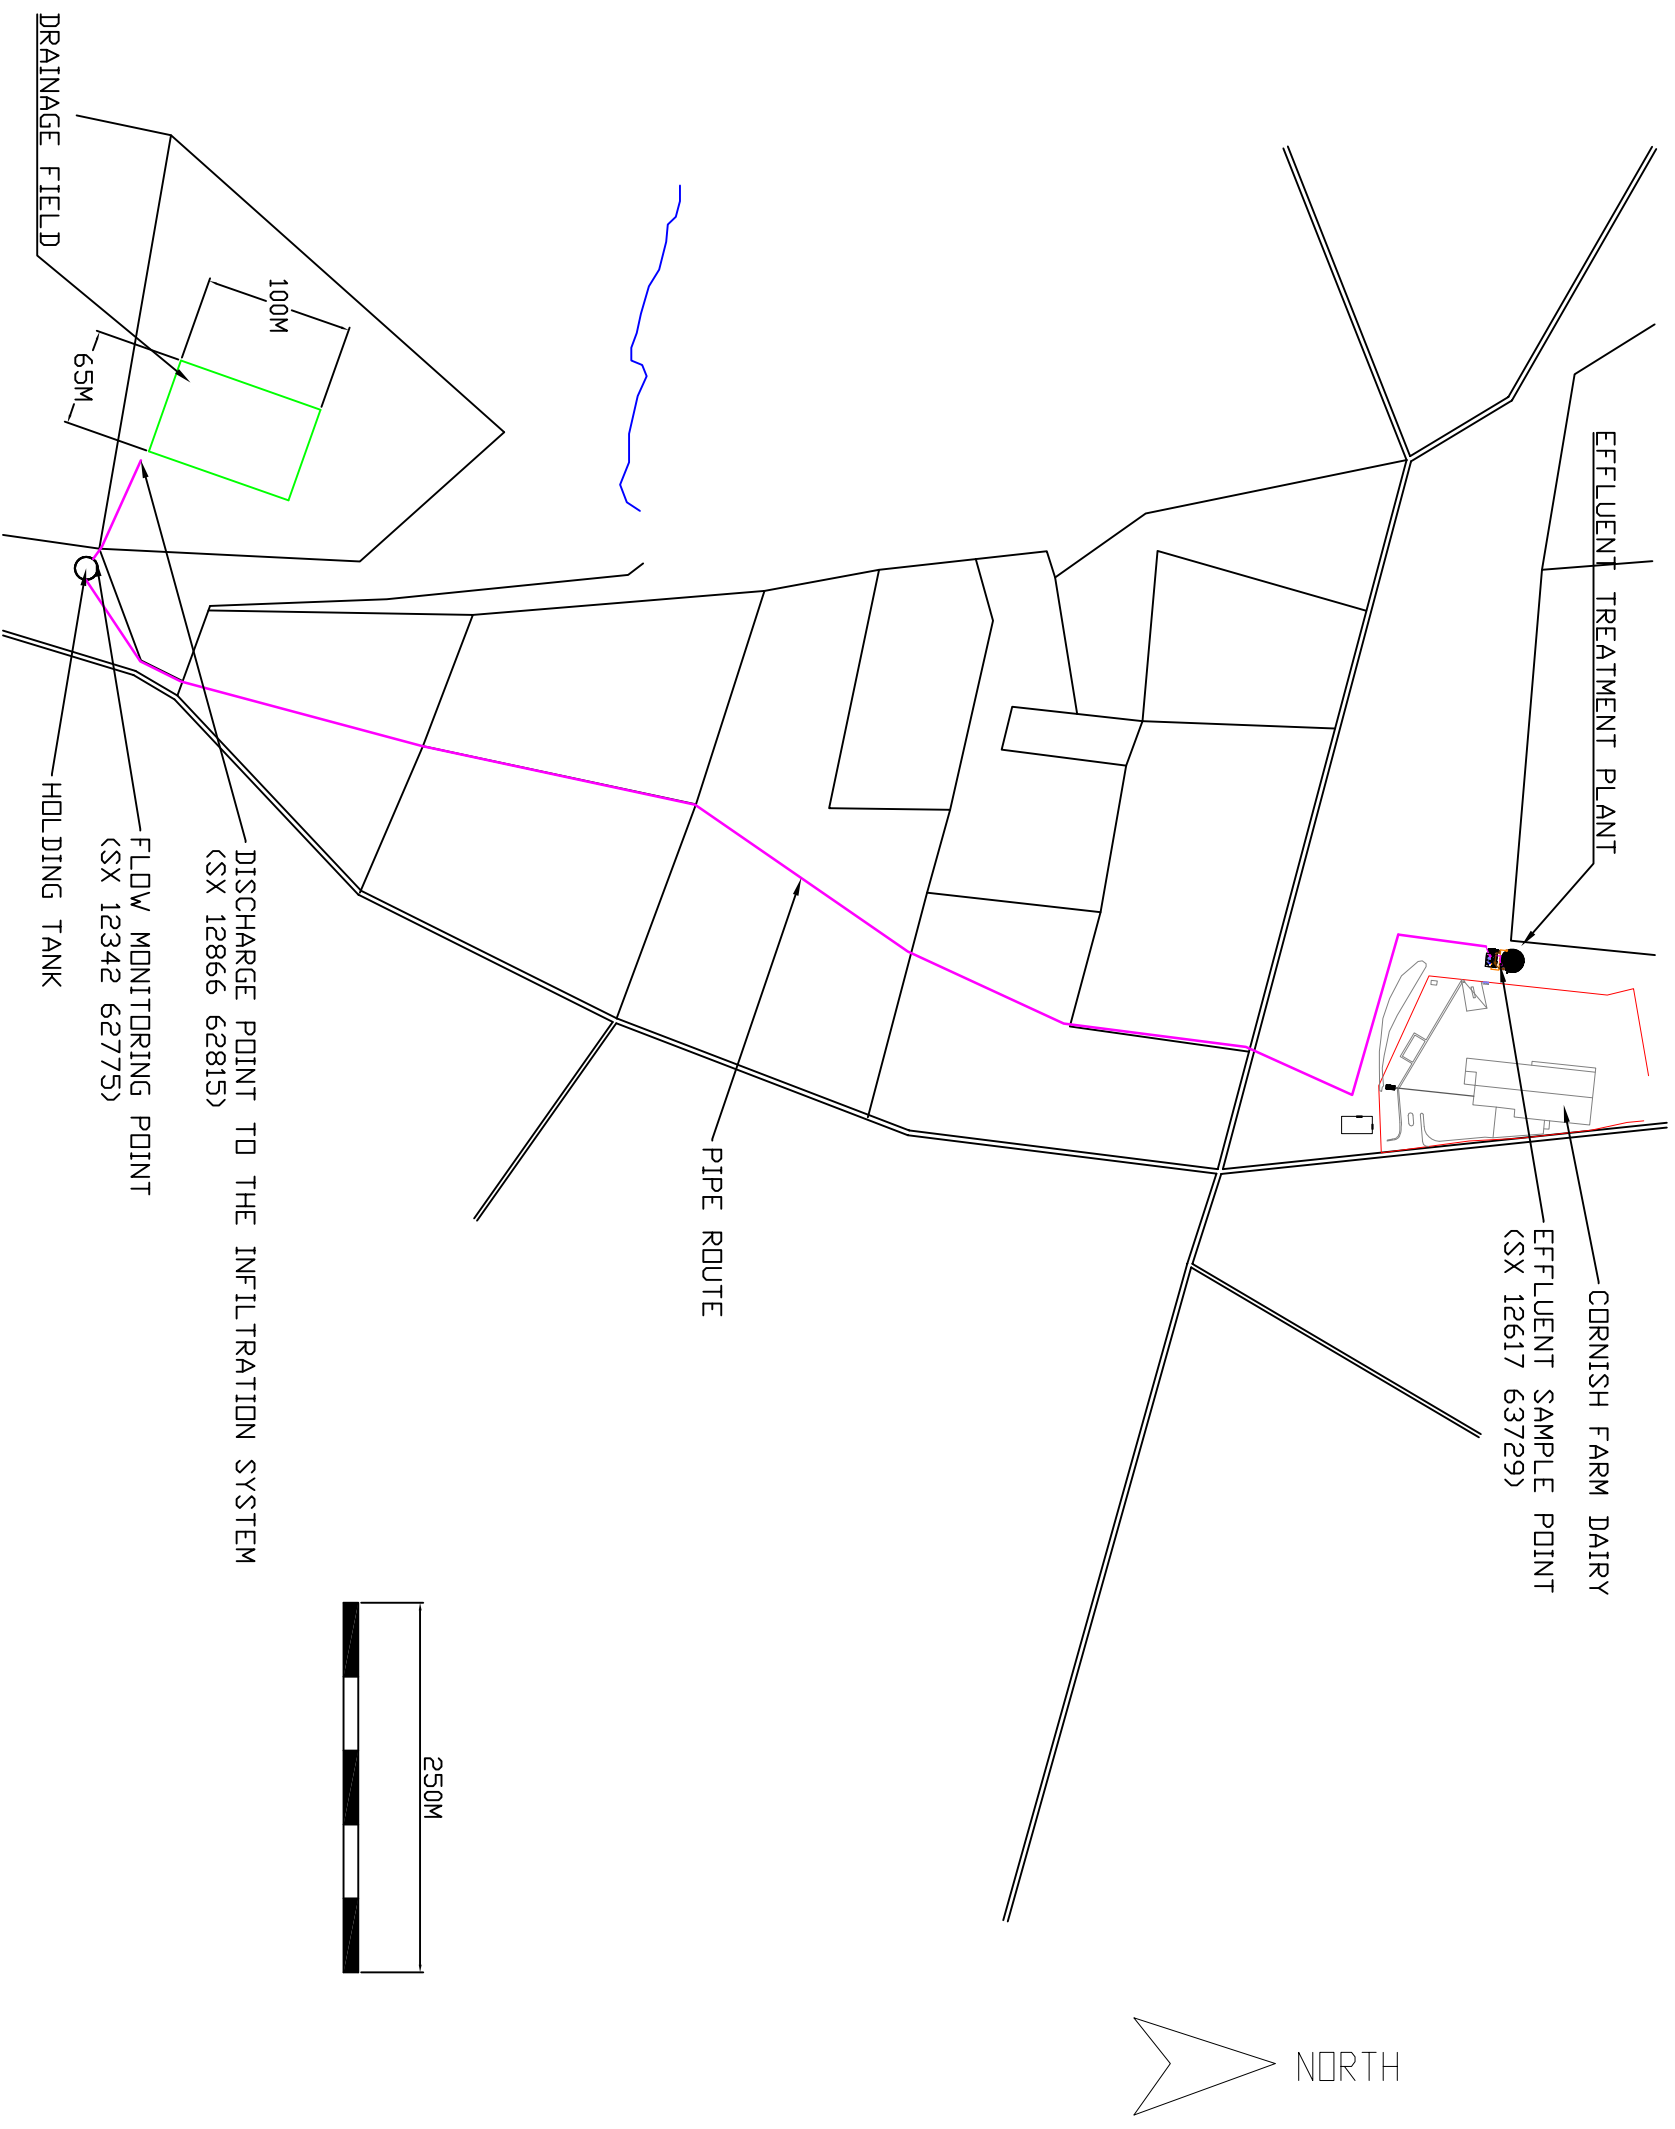 EFFLUENT TREATMENT PLANT
CORNISH FARM DAIRY
EFFLUENT SAMPLE POINT
(SX 12617 63729)
PIPE ROUTE
250M
100M
65M
DISCHARGE POINT TO THE INFILTRATION SYSTEM
(SX 12866 62815)
FLOW MONITORING POINT
(SX 12342 62775)
HOLDING TANK
DRAINAGE FIELD
NORTH